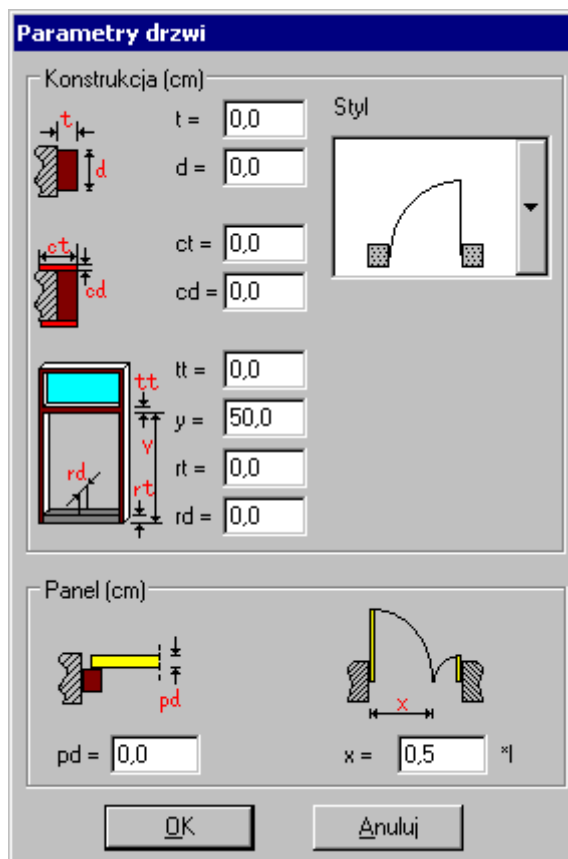 Parametry drzwi
Konstrukcja (cm)
t
d
t = 0,0
Styl
d = 0,0
ct
cd
ct = 0,0
cd = 0,0
tt
y
rd
rt
tt = 0,0
y = 50,0
rt = 0,0
rd = 0,0
Panel (cm)
pd
x
pd = 0,0
x = 0,5 *l
OK
Anuluj